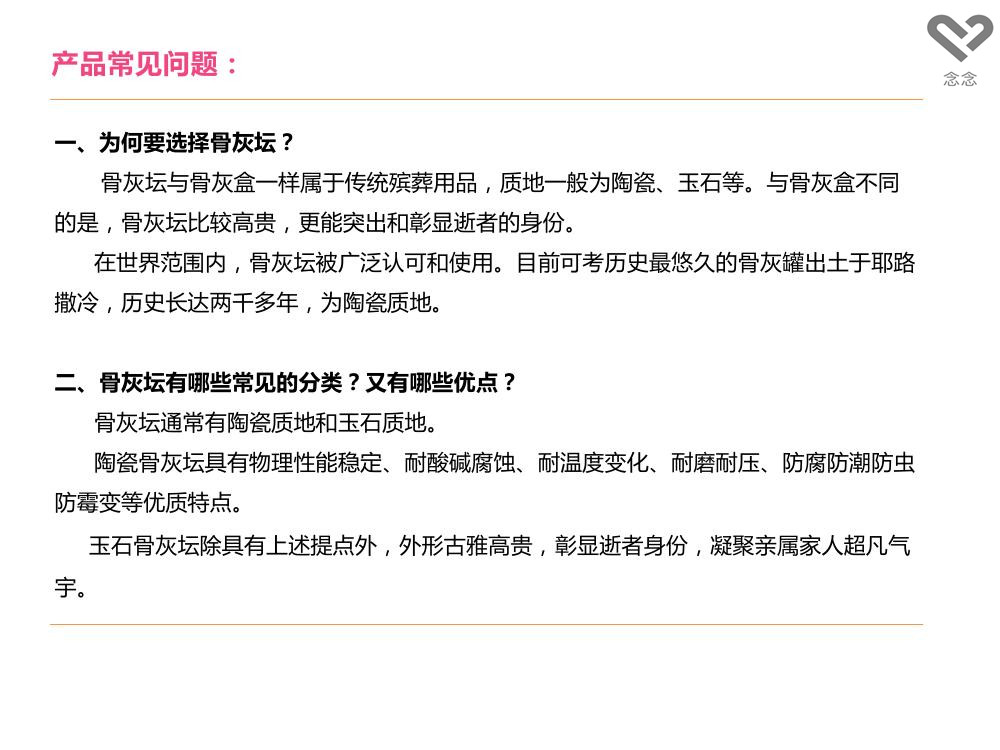 念念
产品常见问题：
一、为何要选择骨灰坛？
骨灰坛与骨灰盒一样属于传统殡葬用品，质地一般为陶瓷、玉石等。与骨灰盒不同
的是，骨灰坛比较高贵，更能突出和彰显逝者的身份。
在世界范围内，骨灰坛被广泛认可和使用。目前可考历史最悠久的骨灰罐出土于耶路
撒冷，历史长达两千多年，为陶瓷质地。
二、骨灰坛有哪些常见的分类？又有哪些优点？
骨灰坛通常有陶瓷质地和玉石质地。
陶瓷骨灰坛具有物理性能稳定、耐酸碱腐蚀、耐温度变化、耐磨耐压、防腐防潮防虫
防霉变等优质特点。
玉石骨灰坛除具有上述提点外，外形古雅高贵，彰显逝者身份，凝聚亲属家人超凡气
宇。